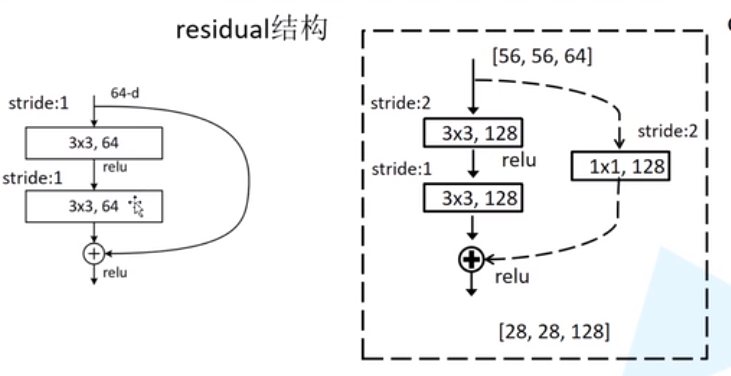 residual结构
64-d
stride:1
3x3, 64
relu
stride:1
3x3, 64
+
relu
[56, 56, 64]
stride:2
3x3, 128
relu
stride:2
1x1, 128
stride:1
3x3, 128
+
relu
[28, 28, 128]